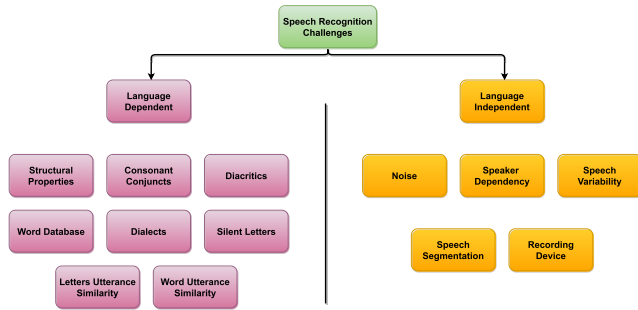 Speech Recognition
Challenges
Language
Dependent
Language
Independent
Structural
Properties
Consonant
Conjuncts
Diacritics
Noise
Speaker
Dependency
Speech
Variability
Word Database
Dialects
Silent Letters
Speech
Segmentation
Recording
Device
Letters Utterance
Similarity
Word Utterance
Similarity